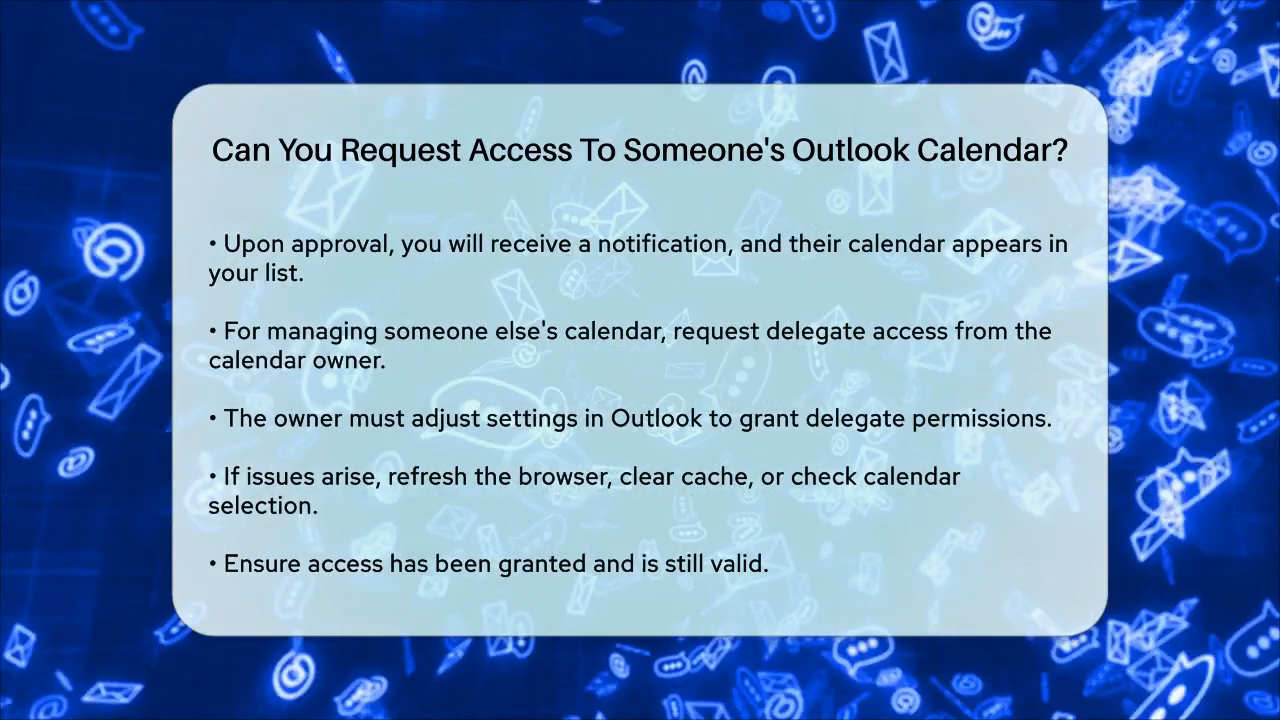 Can You Request Access To Someone's Outlook Calendar?
• Upon approval, you will receive a notification, and their calendar appears in
your list.
• For managing someone else's calendar, request delegate access from the
calendar owner.
• The owner must adjust settings in Outlook to grant delegate permissions.
• If issues arise, refresh the browser, clear cache, or check calendar
selection.
• Ensure access has been granted and is still valid.